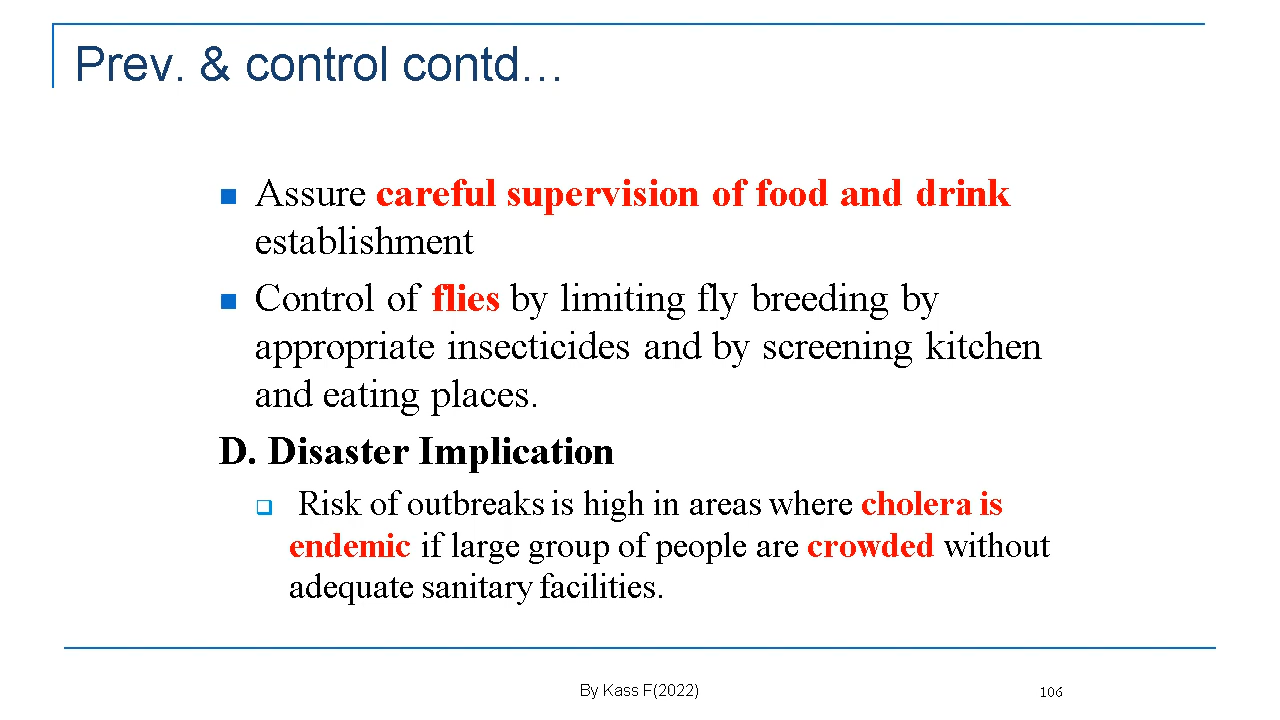 Prev. & control contd…
Assure careful supervision of food and drink
establishment
Control of flies by limiting fly breeding by
appropriate insecticides and by screening kitchen
and eating places.
D. Disaster Implication
Risk of outbreaks is high in areas where cholera is
endemic if large group of people are crowded without
adequate sanitary facilities.
By Kass F(2022)
106